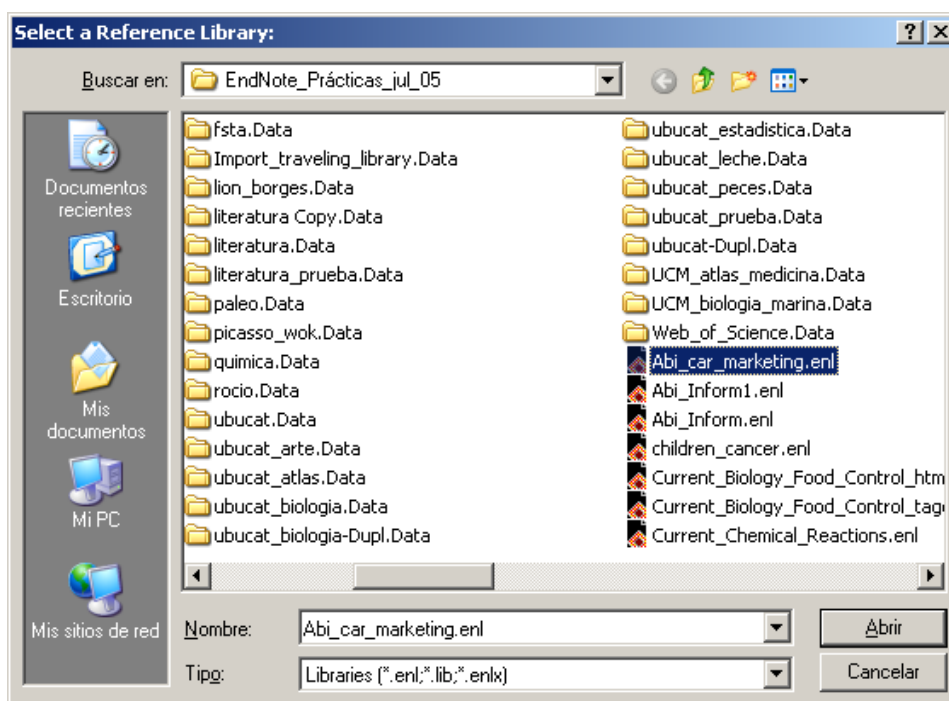 Select a Reference Library:
Buscar en:
EndNote_Prácticas_jul_05
Documentos
recientes
Escritorio
Mis
documentos
Mi PC
Mis sitios de red
fsta.Data
Import_traveling_library.Data
lion_borges.Data
literatura Copy.Data
literatura.Data
literatura_prueba.Data
paleo.Data
picasso_wok.Data
quimica.Data
rocio.Data
ubucat.Data
ubucat_arte.Data
ubucat_atlas.Data
ubucat_biologia.Data
ubucat_biologia-Dupl.Data
ubucat_estadistica.Data
ubucat_leche.Data
ubucat_peces.Data
ubucat_prueba.Data
ubucat-Dupl.Data
UCM_atlas_medicina.Data
UCM_biologia_marina.Data
Web_of_Science.Data
Abi_car_marketing.enl
Abi_Inform1.enl
Abi_Inform.enl
children_cancer.enl
Current_Biology_Food_Control_htm
Current_Biology_Food_Control_tag
Current_Chemical_Reactions.enl
Nombre:
Abi_car_marketing.enl
Abrir
Tipo:
Libraries (*.enl;*.lib;*.enlx)
Cancelar